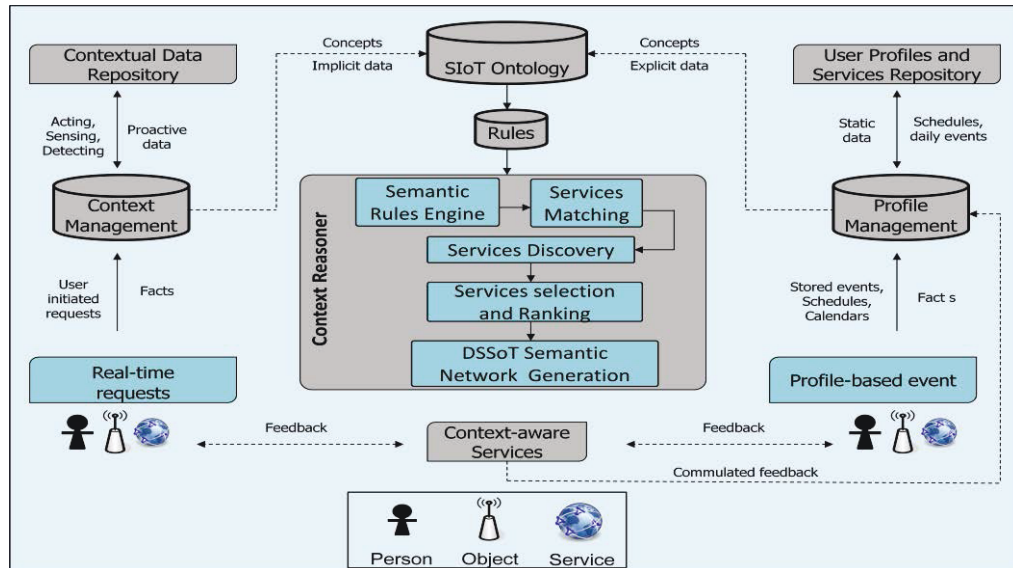 Contextual Data
Repository
Concepts
Implicit data
SIoT Ontology
Concepts
Explicit data
User Profiles and
Services Repository
Acting,
Sensing,
Detecting
Proactive
data
Rules
Static
data
Schedules,
daily events
Context
Management
Context Reasoner
Semantic
Rules Engine
Services
Matching
Services Discovery
Services selection
and Ranking
DSSoT Semantic
Network Generation
Profile
Management
User
initiated
requests
Facts
Stored events,
Schedules,
Calendars
Fact s
Real-time
requests
Profile-based event
Feedback
Context-aware
Services
Feedback
Commulated feedback
Person
Object
Service